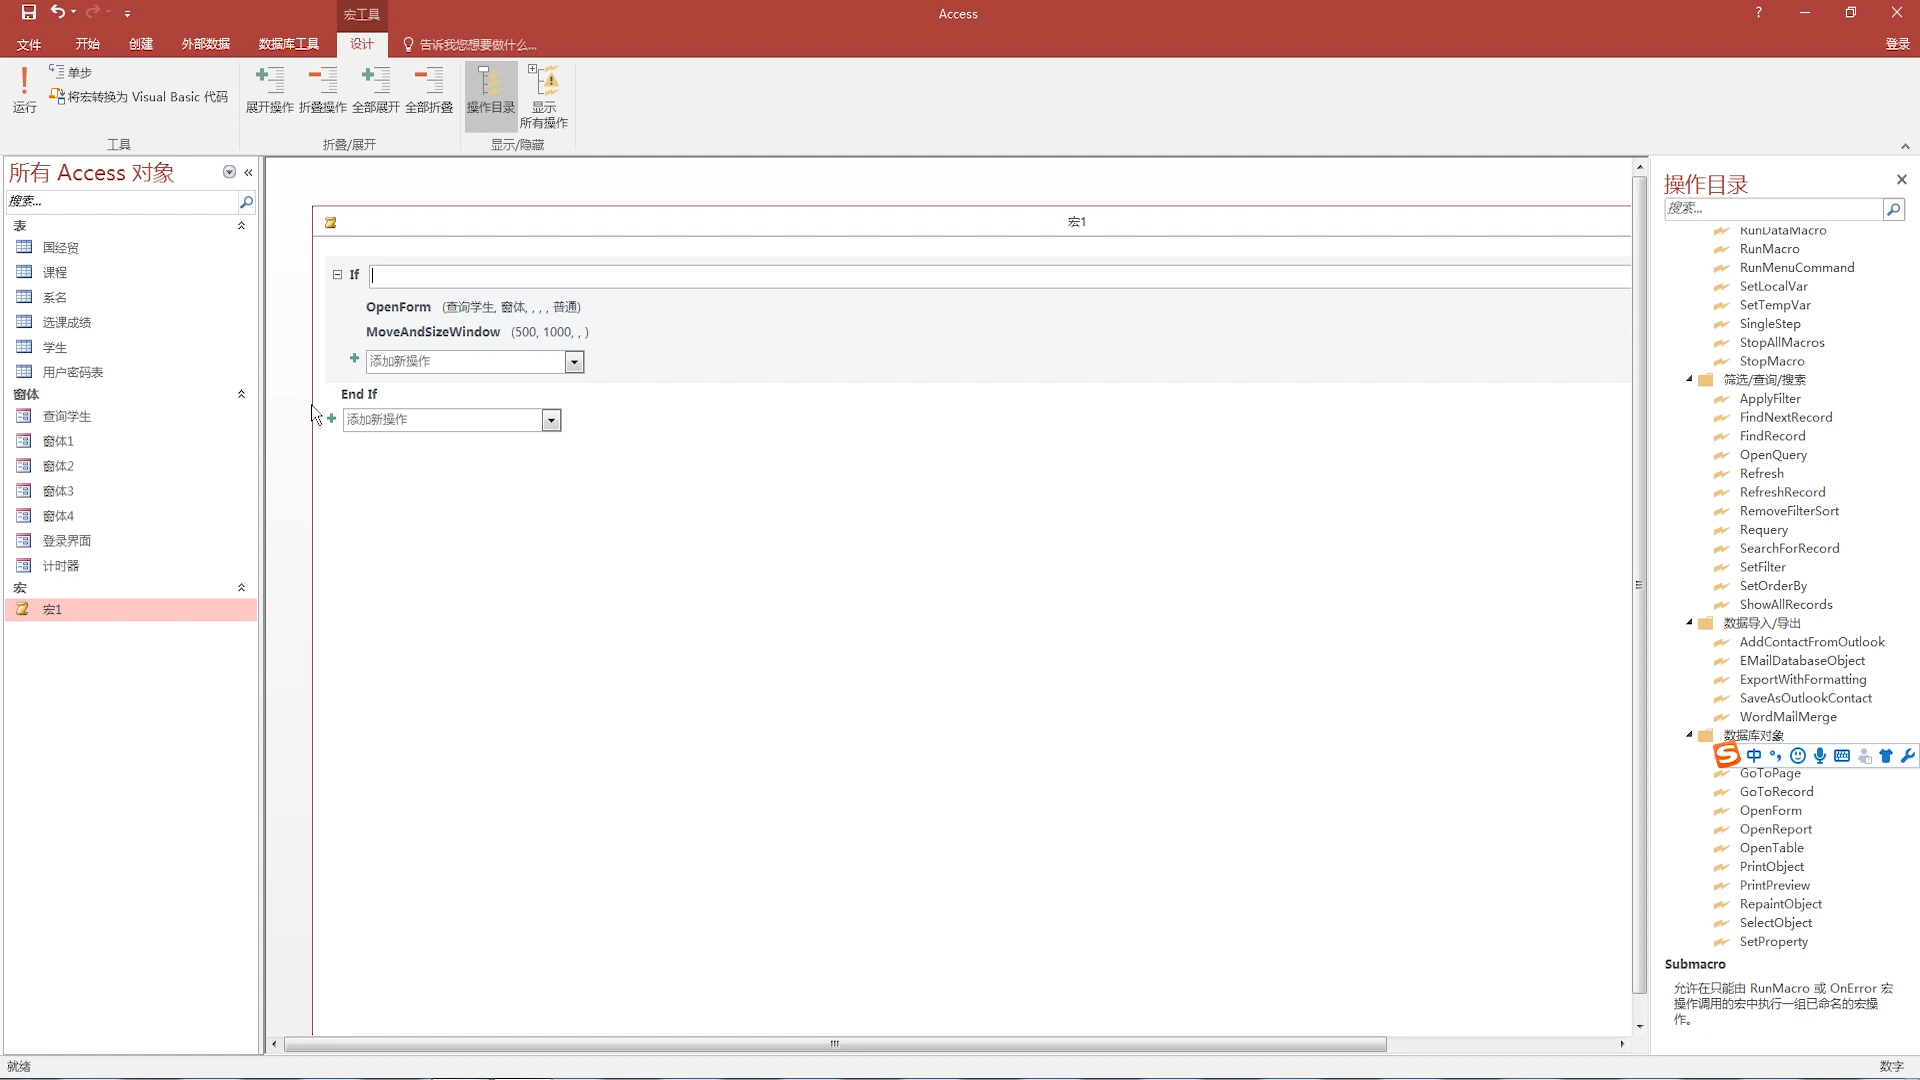 宏工具
Access
?
文件
开始
创建
外部数据
数据库工具
设计
告诉我您想要做什么...
登录
运行
单步
将宏转换为 Visual Basic 代码
工具
展开操作
折叠操作
全部展开
全部折叠
折叠/展开
操作目录
显示
所有操作
显示/隐藏
所有 Access 对象
搜索...
表
国经贸
课程
系名
选课成绩
学生
用户密码表
窗体
查询学生
窗体1
窗体2
窗体3
窗体4
登录界面
计时器
宏
宏1
宏1
If
OpenForm (查询学生, 窗体, , , , 普通)
MoveAndSizeWindow (500, 1000, , )
添加新操作
End If
添加新操作
操作目录
搜索...
RunDataMacro
RunMacro
RunMenuCommand
SetLocalVar
SetTempVar
SingleStep
StopAllMacros
StopMacro
筛选/查询/搜索
ApplyFilter
FindNextRecord
FindRecord
OpenQuery
Refresh
RefreshRecord
RemoveFilterSort
Requery
SearchForRecord
SetFilter
SetOrderBy
ShowAllRecords
数据导入/导出
AddContactFromOutlook
EMailDatabaseObject
ExportWithFormatting
SaveAsOutlookContact
WordMailMerge
数据库对象
中
GoToPage
GoToRecord
OpenForm
OpenReport
OpenTable
PrintObject
PrintPreview
RepaintObject
SelectObject
SetProperty
Submacro
允许在只能由 RunMacro 或 OnError 宏
操作调用的宏中执行一组已命名的宏操
作。
就绪
数字